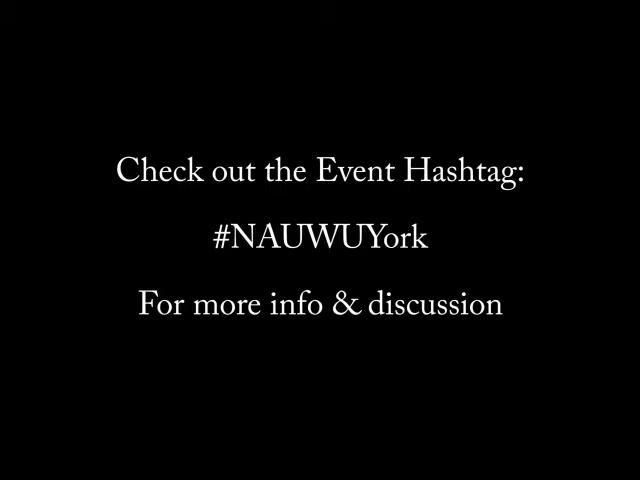 Check out the Event Hashtag:
#NAUWUYork
For more info & discussion